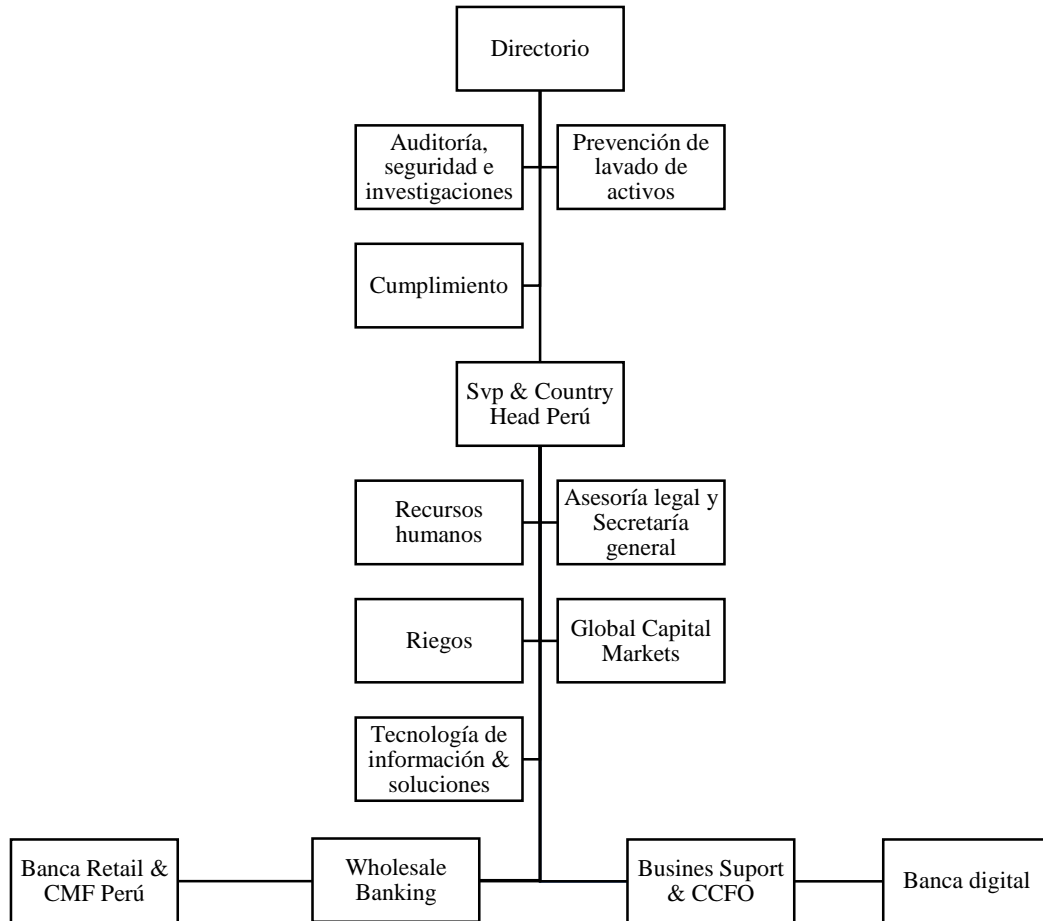 Directorio
Auditoría,
seguridad e
investigaciones
Prevención de
lavado de
activos
Cumplimiento
Svp & Country
Head Perú
Recursos
humanos
Asesoría legal y
Secretaría
general
Riegos
Global Capital
Markets
Tecnología de
información &
soluciones
Banca Retail &
CMF Perú
Wholesale
Banking
Busines Suport
& CCFO
Banca digital